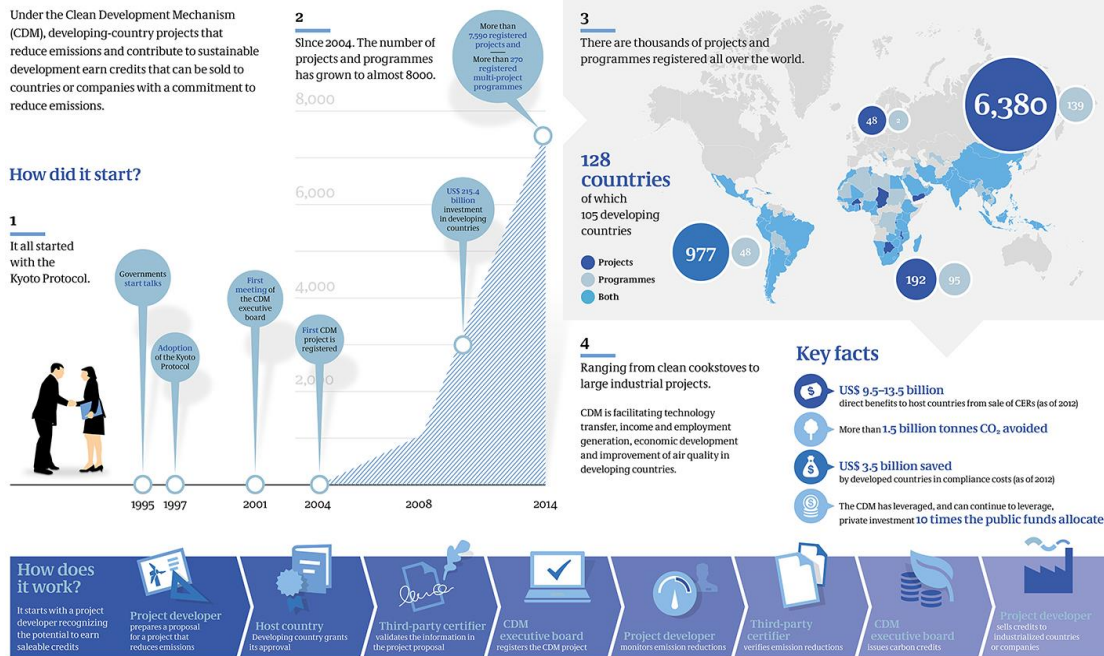 Under the Clean Development Mechanism
(CDM), developing-country projects that
reduce emissions and contribute to sustainable
development earn credits that can be sold to
countries or companies with a commitment to
reduce emissions.
How did it start?
1
It all started
with the
Kyoto Protocol.
Governments
start talks
Adoption
of the Kyoto
Protocol
First
meeting of
the CDM
executive
board
First CDM
project is
registered
1995
1997
2001
2004
2008
2014
2
SInce 2004. The number of
projects and programmes
has grown to almost 8000.
8,000
6,000
4,000
2,000
US$ 215.4
billion
investment
in developing
countries
More than
7,590 registered
projects and
More than 270
registered
multi-project
programmes
3
There are thousands of projects and
programmes registered all over the world.
128
countries
of which
105 developing
countries
Projects
Programmes
Both
977
48
48
2
6,380
139
192
95
4
Ranging from clean cookstoves to
large industrial projects.
CDM is facilitating technology
transfer, income and employment
generation, economic development
and improvement of air quality in
developing countries.
Key facts
US$ 9.5–13.5 billion
direct benefits to host countries from sale of CERs (as of 2012)
More than 1.5 billion tonnes CO₂ avoided
US$ 3.5 billion saved
by developed countries in compliance costs (as of 2012)
The CDM has leveraged, and can continue to leverage,
private investment 10 times the public funds allocate
How does
it work?
It starts with a project
developer recognizing
the potential to earn
saleable credits
Project developer
prepares a proposal
for a project that
reduces emissions
Host country
Developing country grants
its approval
Third-party certifier
validates the information in
the project proposal
CDM
executive board
registers the CDM project
Project developer
monitors emission reductions
Third-party
certifier
verifies emission reductions
CDM
executive board
issues carbon credits
Project developer
sells credits to
industrialized countries
or companies